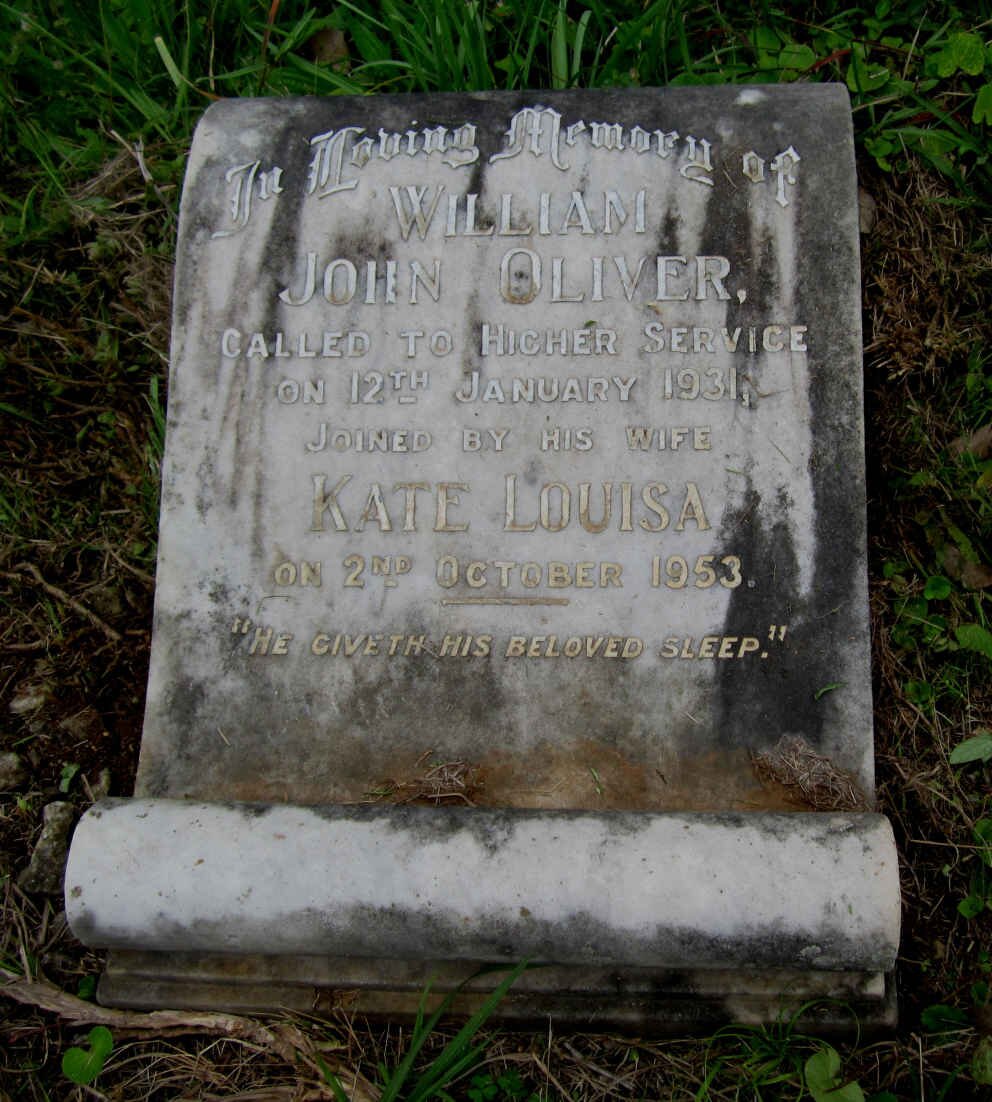 In Loving Memory of
WILLIAM
JOHN OLIVER,
CALLED TO HIGHER SERVICE
ON 12TH JANUARY 1931,
JOINED BY HIS WIFE
KATE LOUISA
ON 2ND OCTOBER 1953.
"HE GIVETH HIS BELOVED SLEEP."